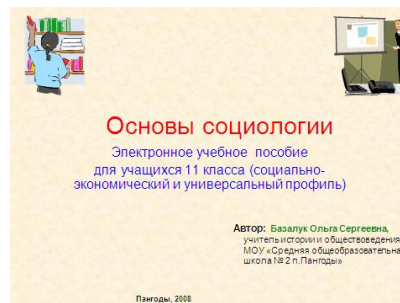 Основы социологии
Электронное учебное пособие
для учащихся 11 класса (социально-
экономический и универсальный профиль)
Автор: Базалук Ольга Сергеевна,
учитель истории и обществоведения
МОУ «Средняя общеобразовательна
школа № 2 п.Пангоды»
Пангоды, 2008